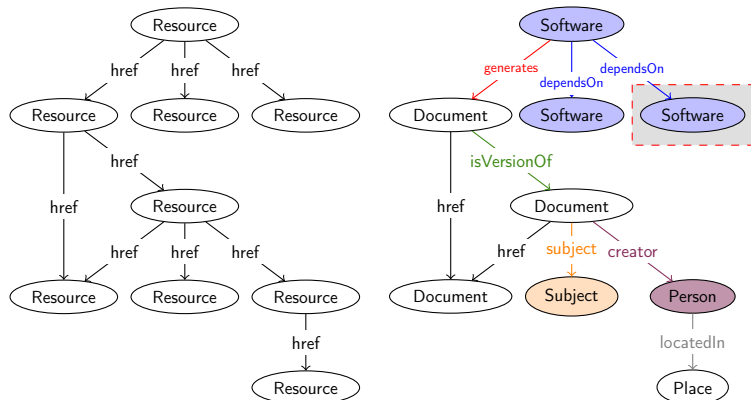 Resource
href
href
href
Resource
Resource
Resource
href
href
Resource
href
href
href
Resource
Resource
Resource
href
Resource
Software
generates
dependsOn
dependsOn
Document
Software
Software
isVersionOf
href
Document
href
subject
creator
Document
Subject
Person
locatedIn
Place